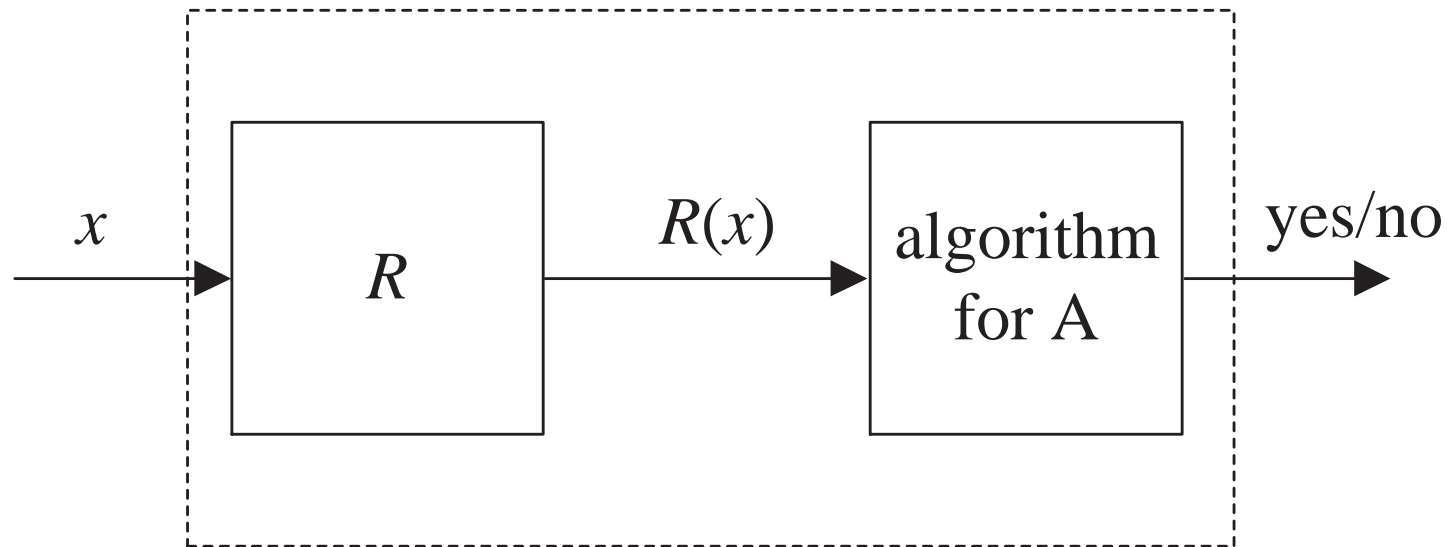 x
R
R(x)
algorithm
for A
yes/no